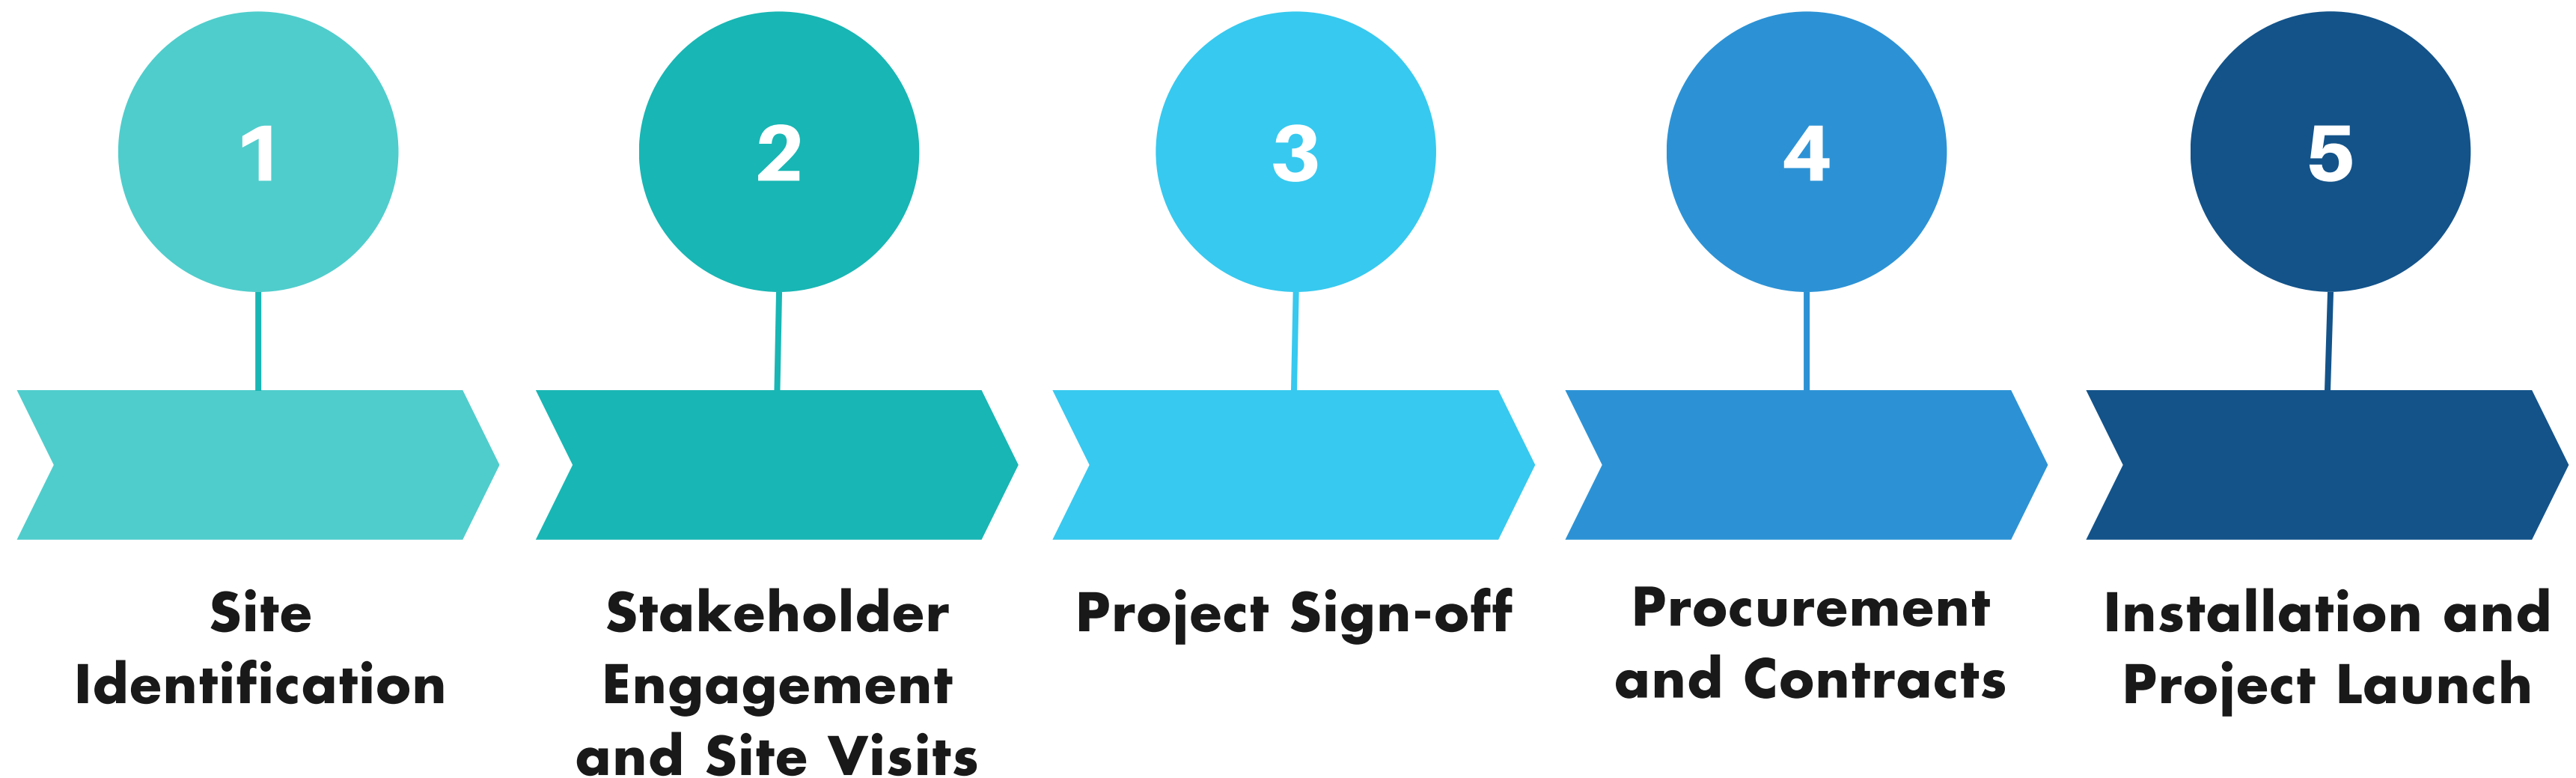 1
2
3
4
5
Site
Identification
Stakeholder
Engagement
and Site Visits
Project Sign-off
Procurement
and Contracts
Installation and
Project Launch